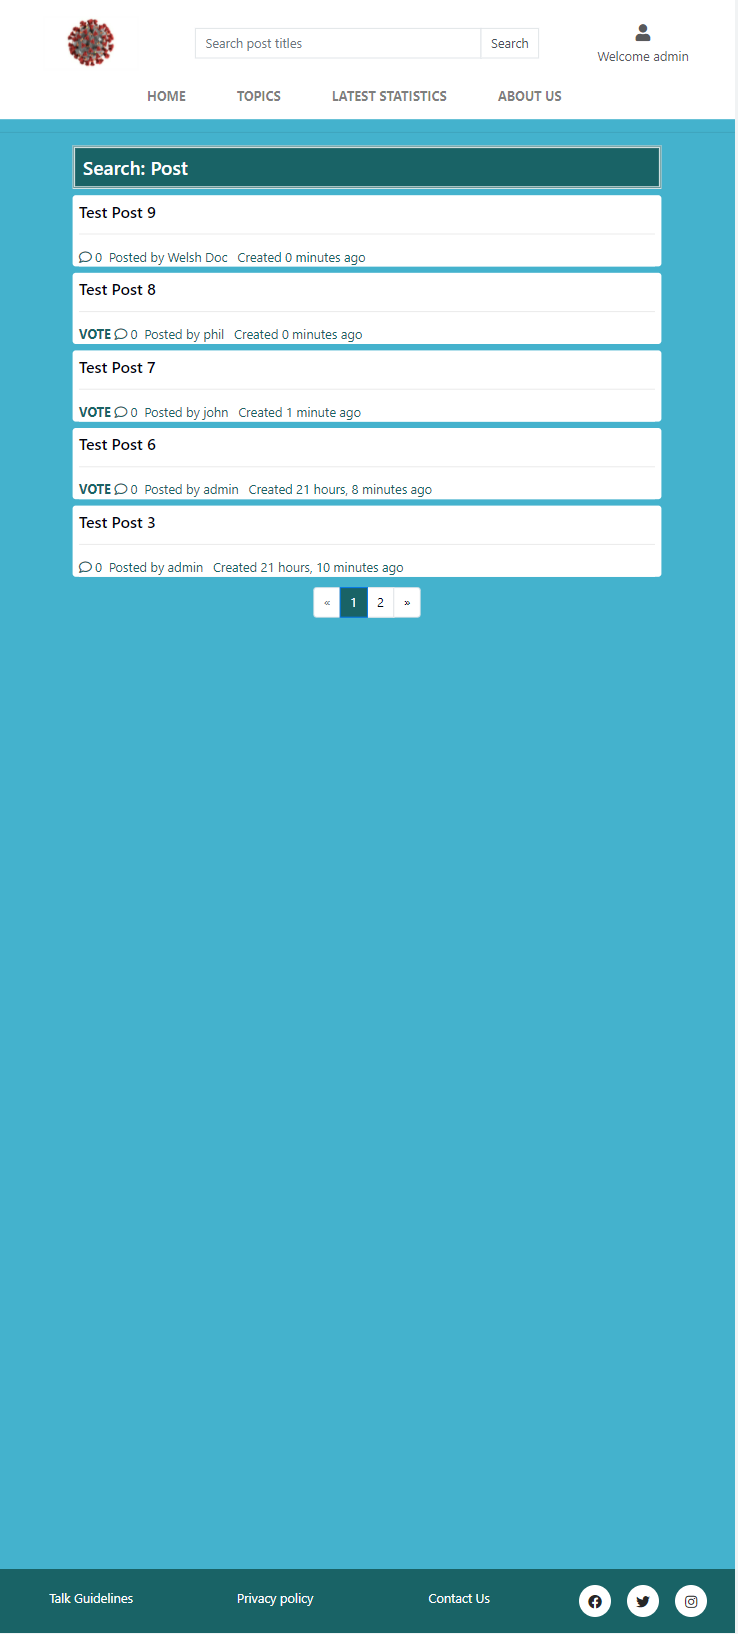 Search post titles
Search
Welcome admin
HOME
TOPICS
LATEST STATISTICS
ABOUT US
Search: Post
Test Post 9
0 Posted by Welsh Doc Created 0 minutes ago
Test Post 8
VOTE 0 Posted by phil Created 0 minutes ago
Test Post 7
VOTE 0 Posted by john Created 1 minute ago
Test Post 6
VOTE 0 Posted by admin Created 21 hours, 8 minutes ago
Test Post 3
0 Posted by admin Created 21 hours, 10 minutes ago
« 1 2 »
Talk Guidelines
Privacy policy
Contact Us